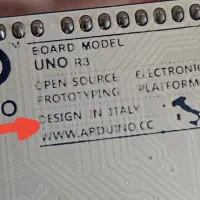 BOARD MODEL
UNO R3
OPEN SOURCE ELECTRONIC
PROTOTYPING PLATFORM
DESIGN IN ITALY
WWW.ARDUINO.CC